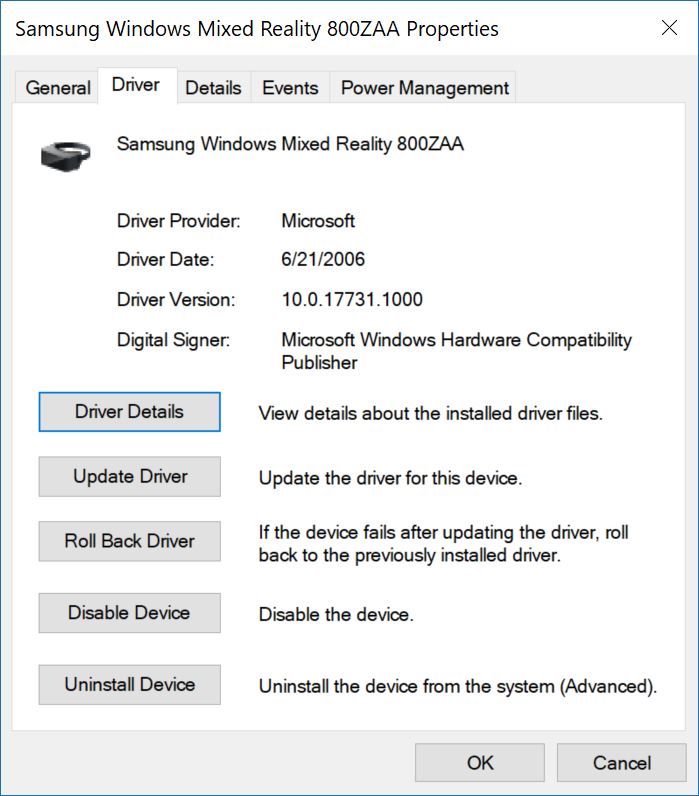 Samsung Windows Mixed Reality 800ZAA Properties
General Driver Details Events Power Management
Samsung Windows Mixed Reality 800ZAA
Driver Provider: Microsoft
Driver Date: 6/21/2006
Driver Version: 10.0.17731.1000
Digital Signer: Microsoft Windows Hardware Compatibility
Publisher
Driver Details View details about the installed driver files.
Update Driver Update the driver for this device.
Roll Back Driver If the device fails after updating the driver, roll
back to the previously installed driver.
Disable Device Disable the device.
Uninstall Device Uninstall the device from the system (Advanced).
OK Cancel